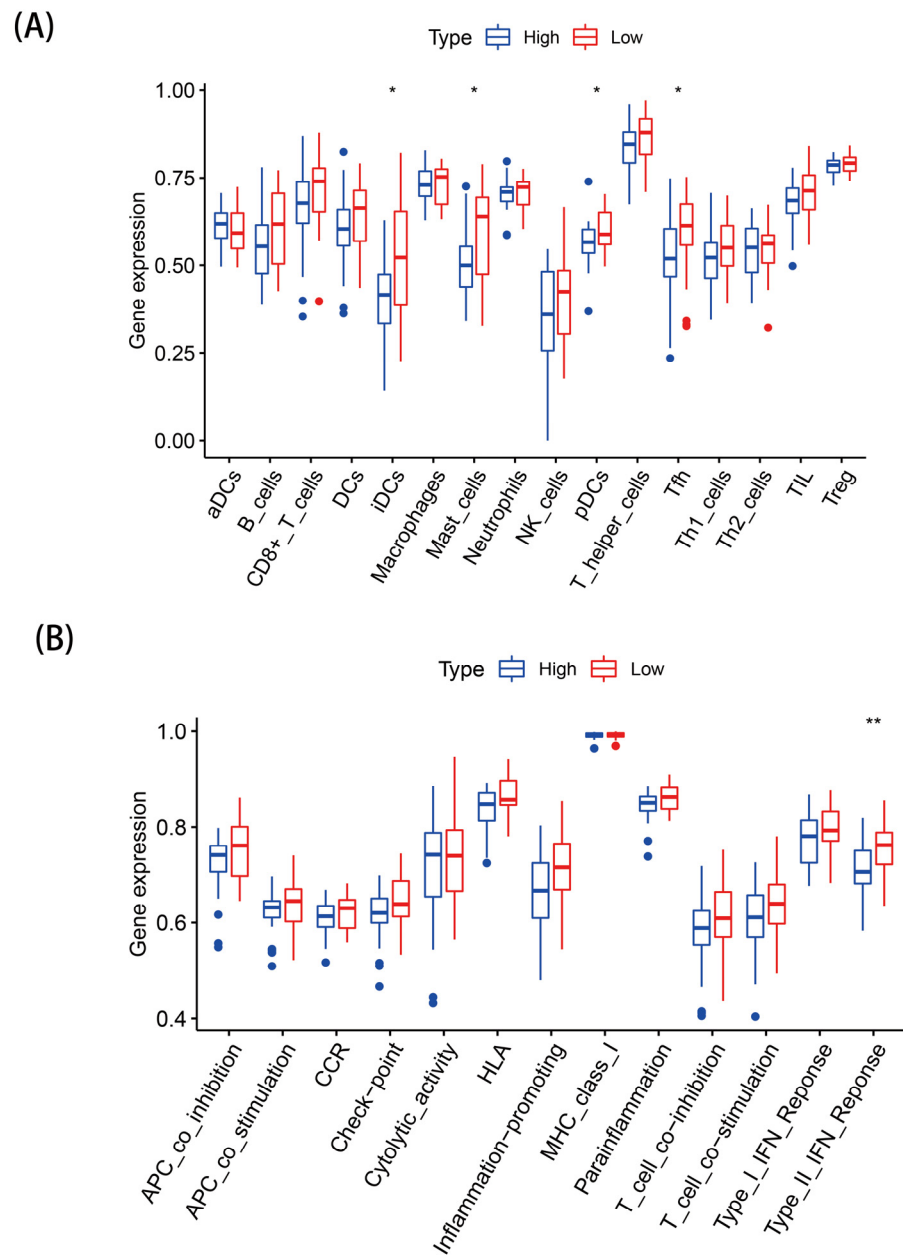 (A)
Type High Low
* * * *
Gene expression
1.00
0.75
0.50
0.25
0.00
aDCs
B_cells
CD8+_T_cells
DCs
iDCs
Macrophages
Mast_cells
Neutrophils
NK_cells
pDCs
T_helper_cells
Tfh
Th1_cells
Th2_cells
TIL
Treg
(B)
Type High Low
**
Gene expression
1.0
0.8
0.6
0.4
APC_co_inhibition
APC_co_stimulation
CCR
Check-point
Cytolytic_activity
HLA
Inflammation-promoting
MHC_class_I
Parainflammation
T_cell_co-inhibition
T_cell_co-stimulation
Type_I_IFN_Reponse
Type_II_IFN_Reponse